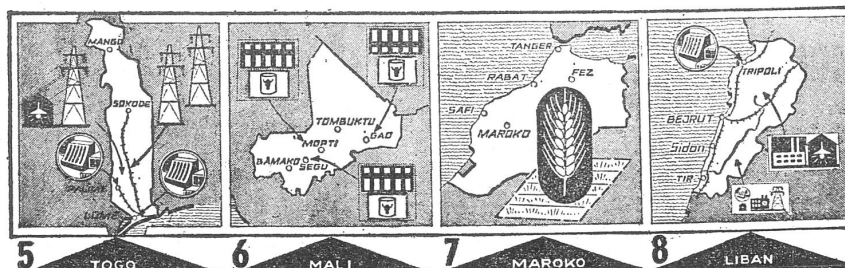 MANGO
SOKODE
PALIME
LOME
5
TOGO
TOMBUKTU
GAO
MOPTI
BAMAKO
SEGU
6
MALI
TANGER
RABAT
FEZ
SAFI
MAROKO
7
MAROKO
TRIPOLI
BEJRUT
Sidon
TIR
8
LIBAN